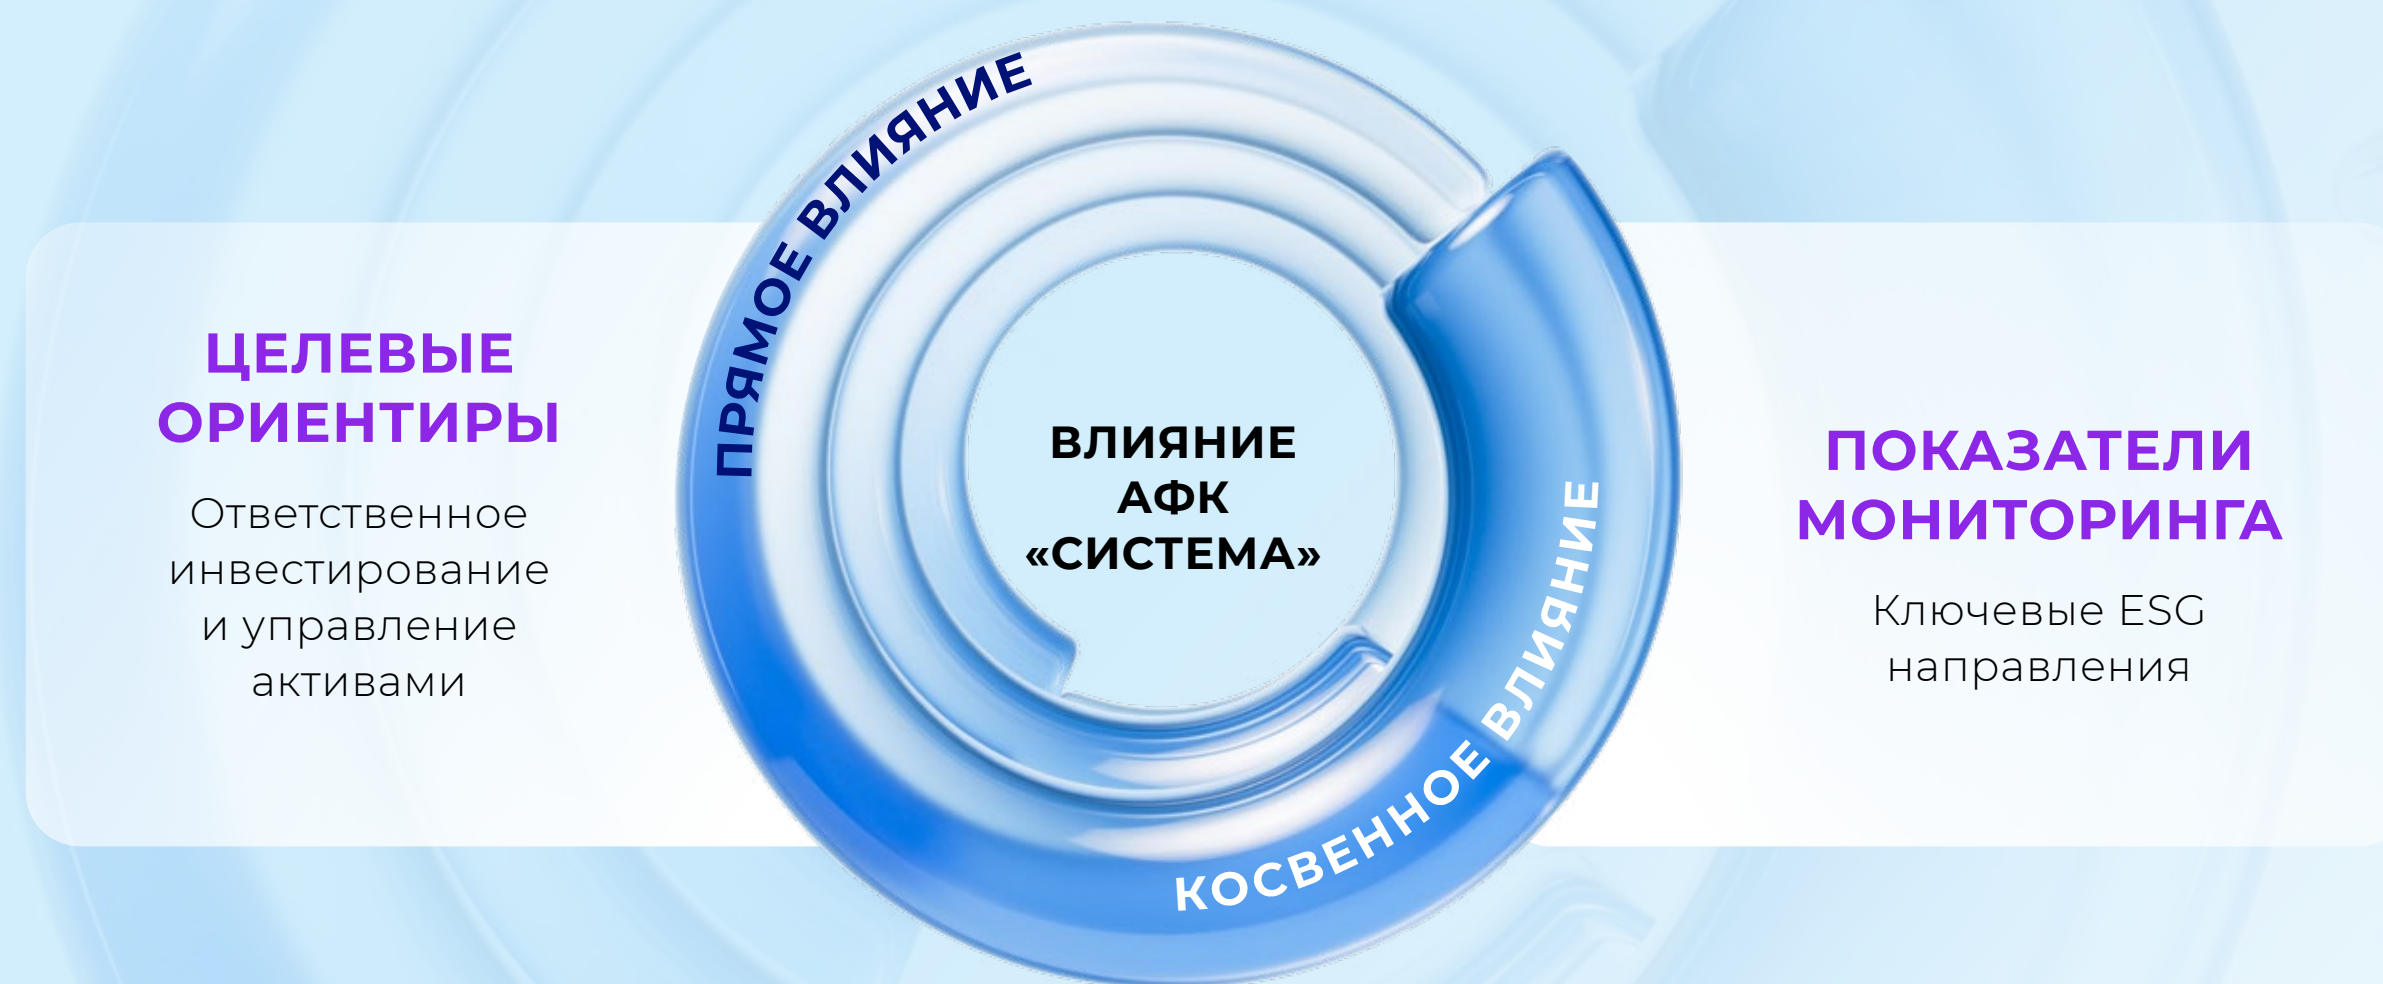 ПРЯМОЕ ВЛИЯНИЕ
ЦЕЛЕВЫЕ
ОРИЕНТИРЫ
Ответственное
инвестирование
и управление
активами
ВЛИЯНИЕ
АФК
«СИСТЕМА»
КОСВЕННОЕ ВЛИЯНИЕ
ПОКАЗАТЕЛИ
МОНИТОРИНГА
Ключевые ESG
направления